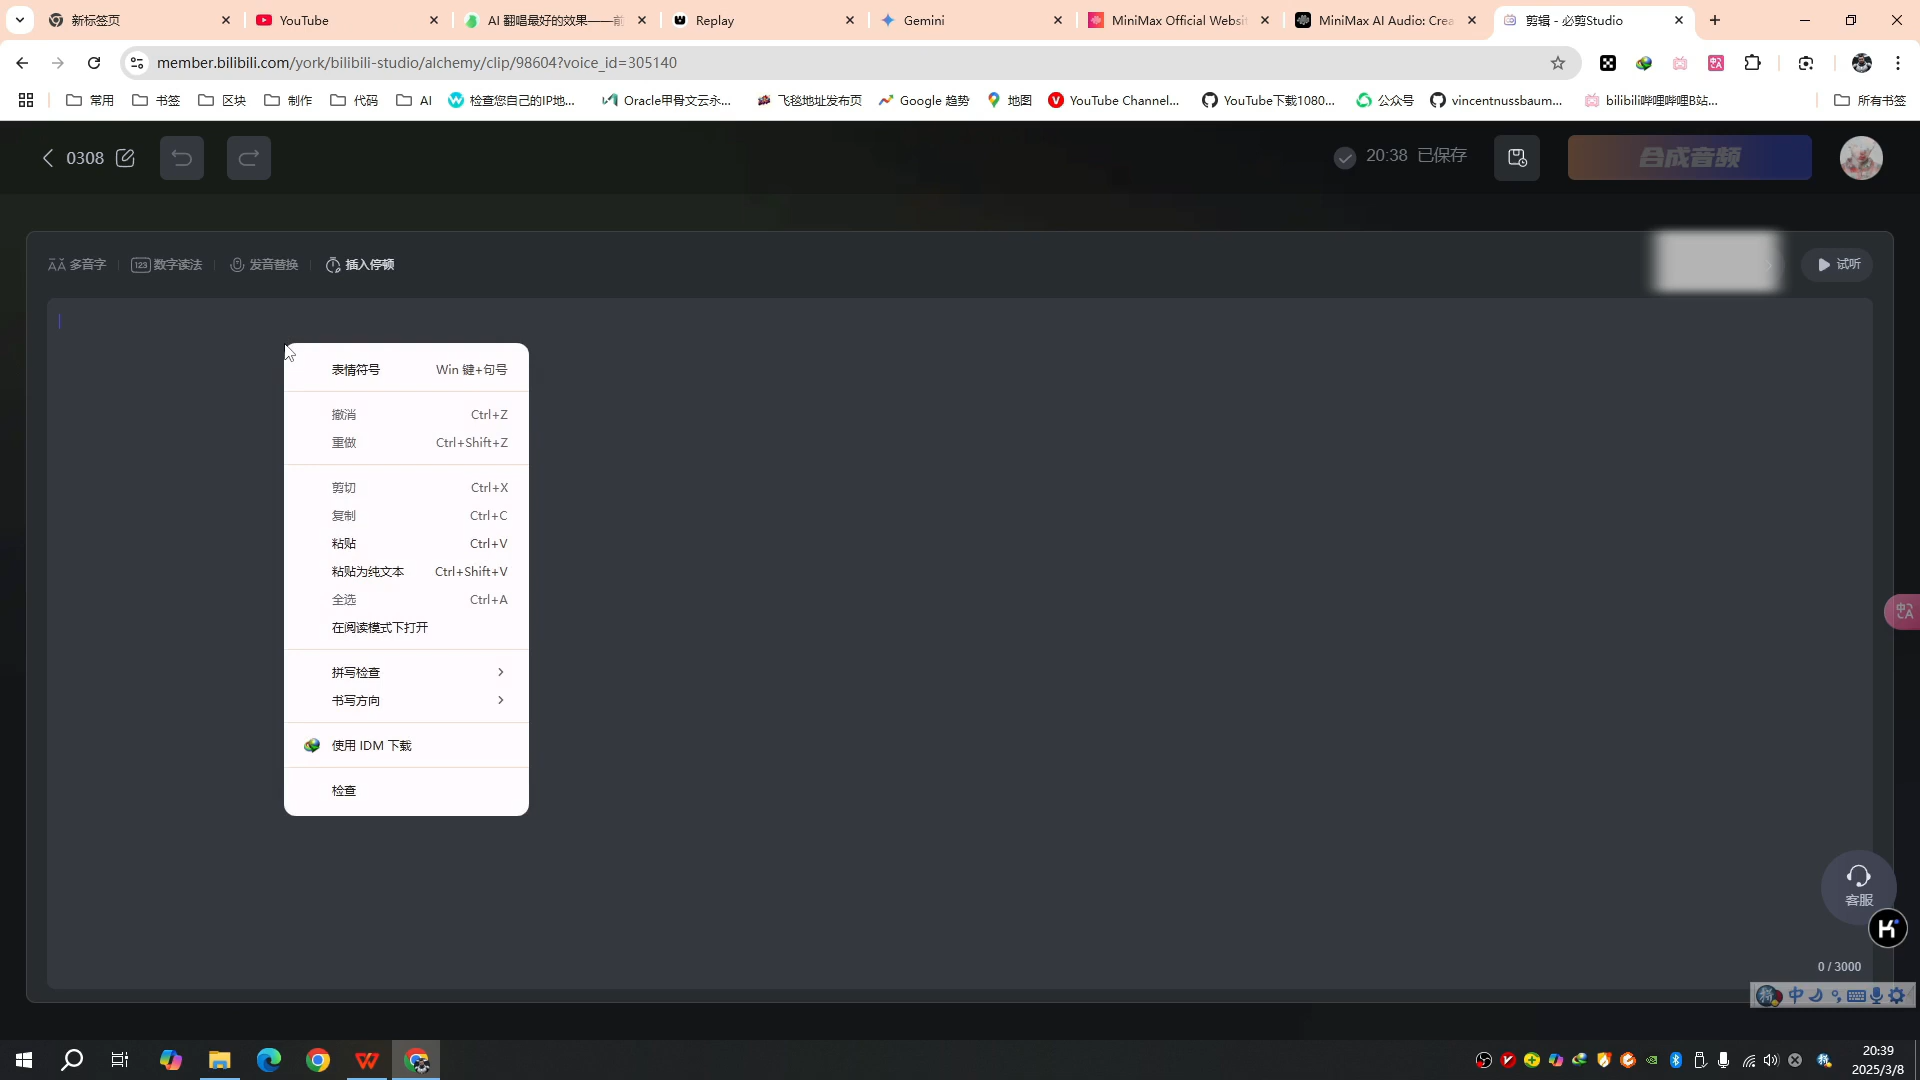 新标签页
YouTube
AI 翻唱最好的效果——前
Replay
Gemini
MiniMax Official Websit
MiniMax AI Audio: Crea
剪辑 - 必剪Studio
member.bilibili.com/york/bilibili-studio/alchemy/clip/98604?voice_id=305140
常用
书签
区块
制作
代码
AI
检查您自己的IP地...
Oracle甲骨文云永...
飞毯地址发布页
Google 趋势
地图
YouTube Channel...
YouTube下载1080...
公众号
vincentnussbaum...
bilibili哔哩哔哩B站...
所有书签
0308
20:38 已保存
合成音频
多音字
数字读法
发音替换
插入停顿
试听
表情符号 Win 键+句号
撤消 Ctrl+Z
重做 Ctrl+Shift+Z
剪切 Ctrl+X
复制 Ctrl+C
粘贴 Ctrl+V
粘贴为纯文本 Ctrl+Shift+V
全选 Ctrl+A
在阅读模式下打开
拼写检查
书写方向
使用 IDM 下载
检查
客服
0 / 3000
中
20:39
2025/3/8